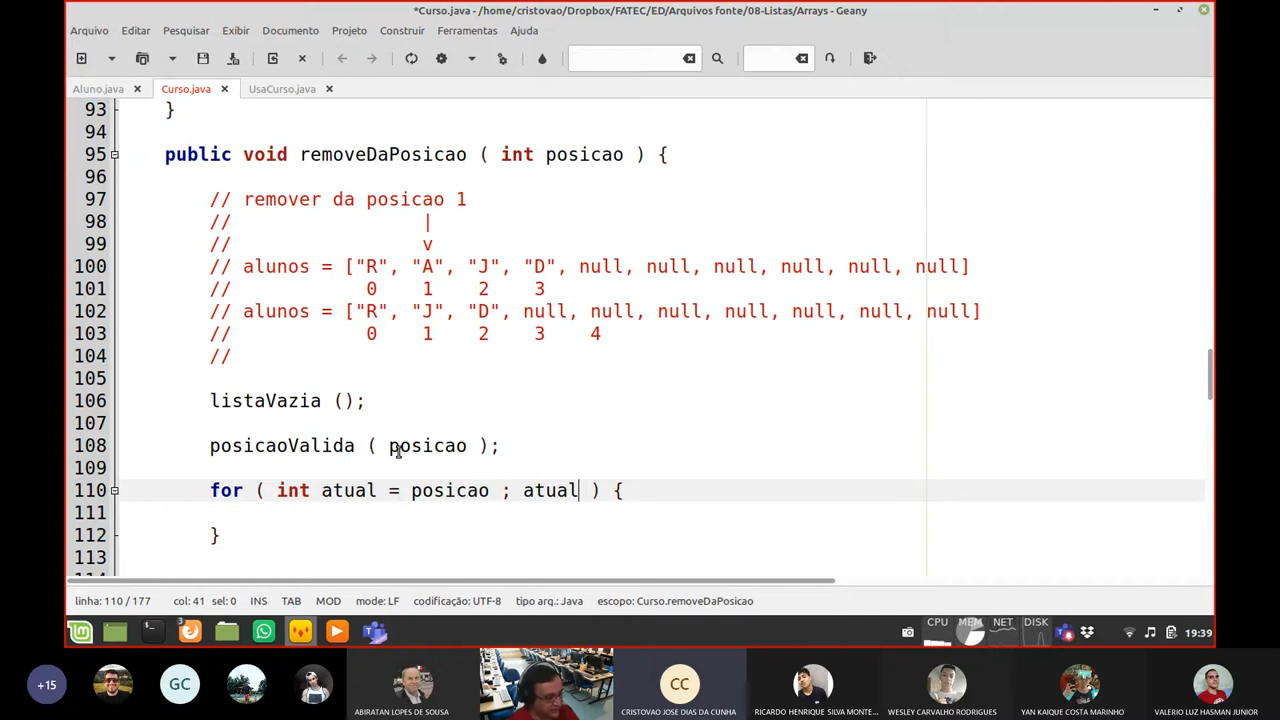 *Curso.java - /home/cristovao/Dropbox/FATEC/ED/Arquivos fonte/08-Listas/Arrays - Geany
Arquivo Editar Pesquisar Exibir Documento Projeto Construir Ferramentas Ajuda
Aluno.java Curso.java UsaCurso.java
93 }
94
95 public void removeDaPosicao ( int posicao ) {
96
97 // remover da posicao 1
98 // |
99 // v
100 // alunos = ["R", "A", "J", "D", null, null, null, null, null, null]
101 // 0 1 2 3
102 // alunos = ["R", "J", "D", null, null, null, null, null, null, null]
103 // 0 1 2 3 4
104 //
105
106 listaVazia ();
107
108 posicaoValida ( posicao );
109
110 for ( int atual = posicao ; atual ) {
111
112 }
113
linha: 110 / 177 col: 41 sel: 0 INS TAB MOD mode: LF codificação: UTF-8 tipo arq.: Java escopo: Curso.removeDaPosicao
3 CPU MEM NET DISK 19:39
+15 GC CC
ABIRATAN LOPES DE SOUSA CRISTOVAO JOSE DIAS DA CUNHA RICARDO HENRIQUE SILVA MONTE... WESLEY CARVALHO RODRIGUES YAN KAIQUE COSTA MARINHO VALERIO LUZ HASMAN JUNIOR